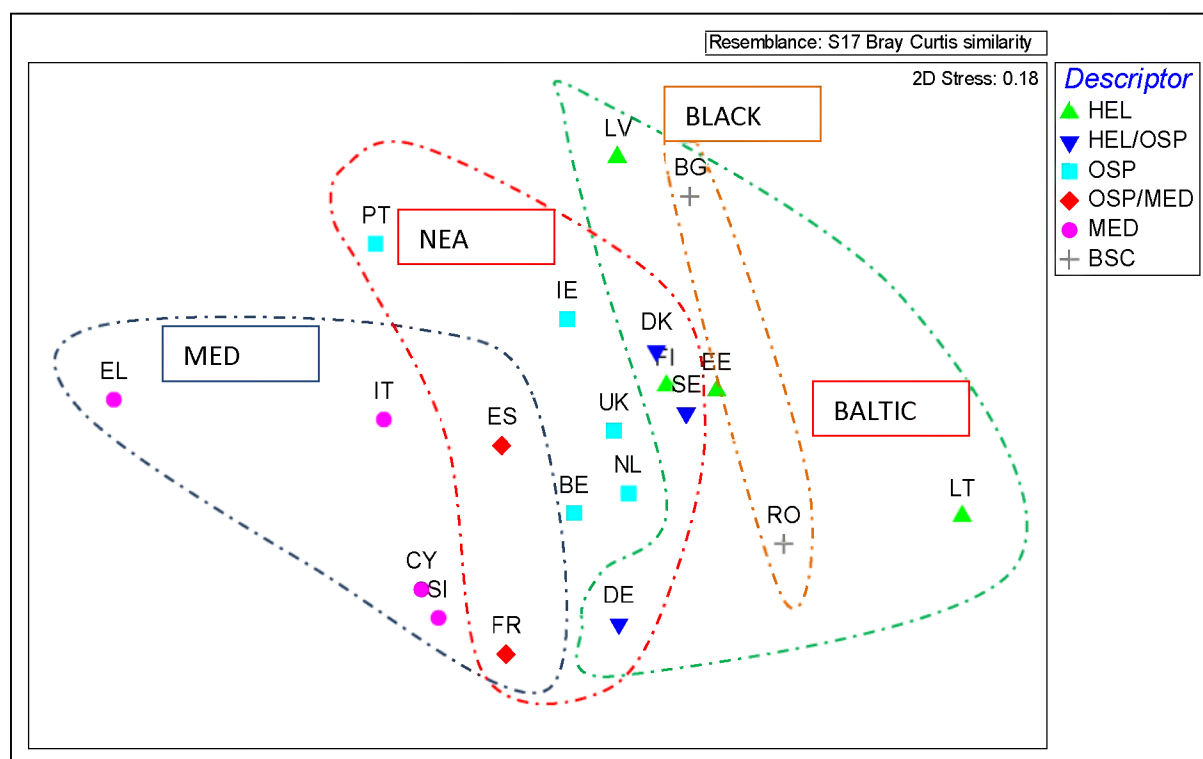 Resemblance: S17 Bray Curtis similarity
2D Stress: 0.18
Descriptor
HEL
HEL/OSP
OSP
OSP/MED
MED
BSC
BLACK
LV
BG
PT
NEA
IE
DK
MED
FI
EE
EL
IT
SE
BALTIC
ES
UK
NL
BE
LT
RO
CY
SI
DE
FR